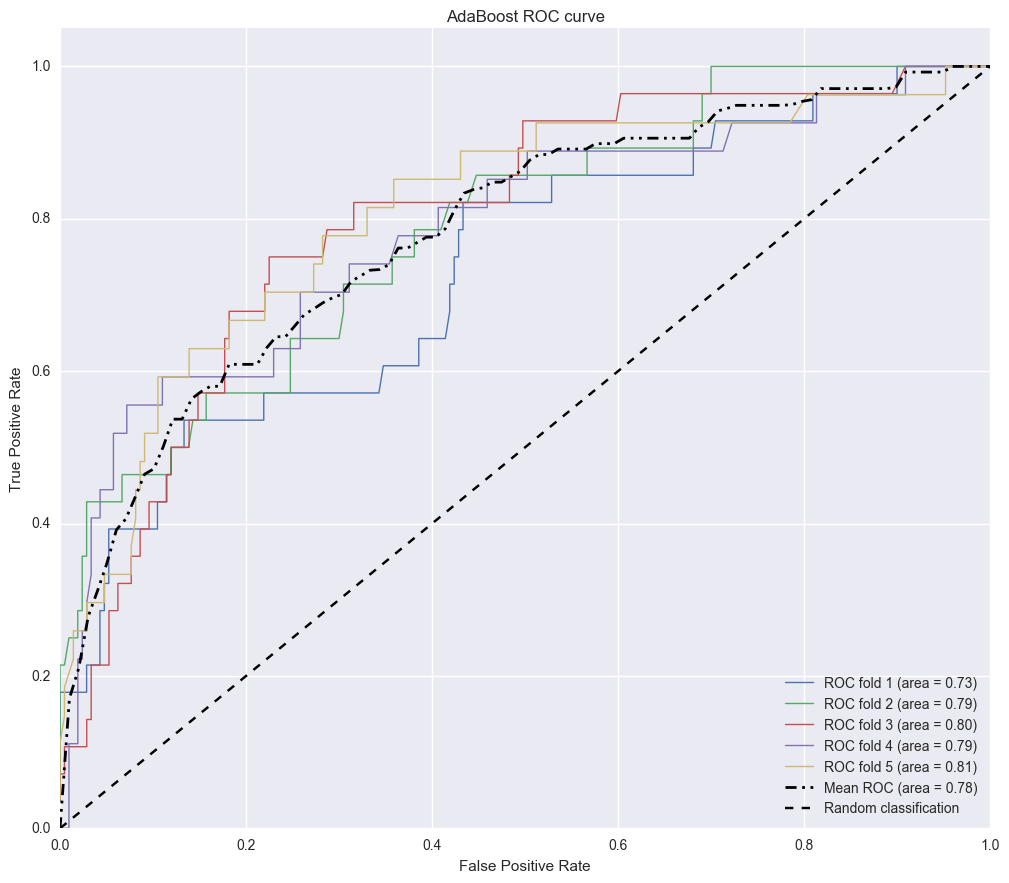 AdaBoost ROC curve
True Positive Rate
1.0
0.8
0.6
0.4
0.2
0.0
ROC fold 1 (area = 0.73)
ROC fold 2 (area = 0.79)
ROC fold 3 (area = 0.80)
ROC fold 4 (area = 0.79)
ROC fold 5 (area = 0.81)
Mean ROC (area = 0.78)
Random classification
0.0 0.2 0.4 0.6 0.8 1.0
False Positive Rate